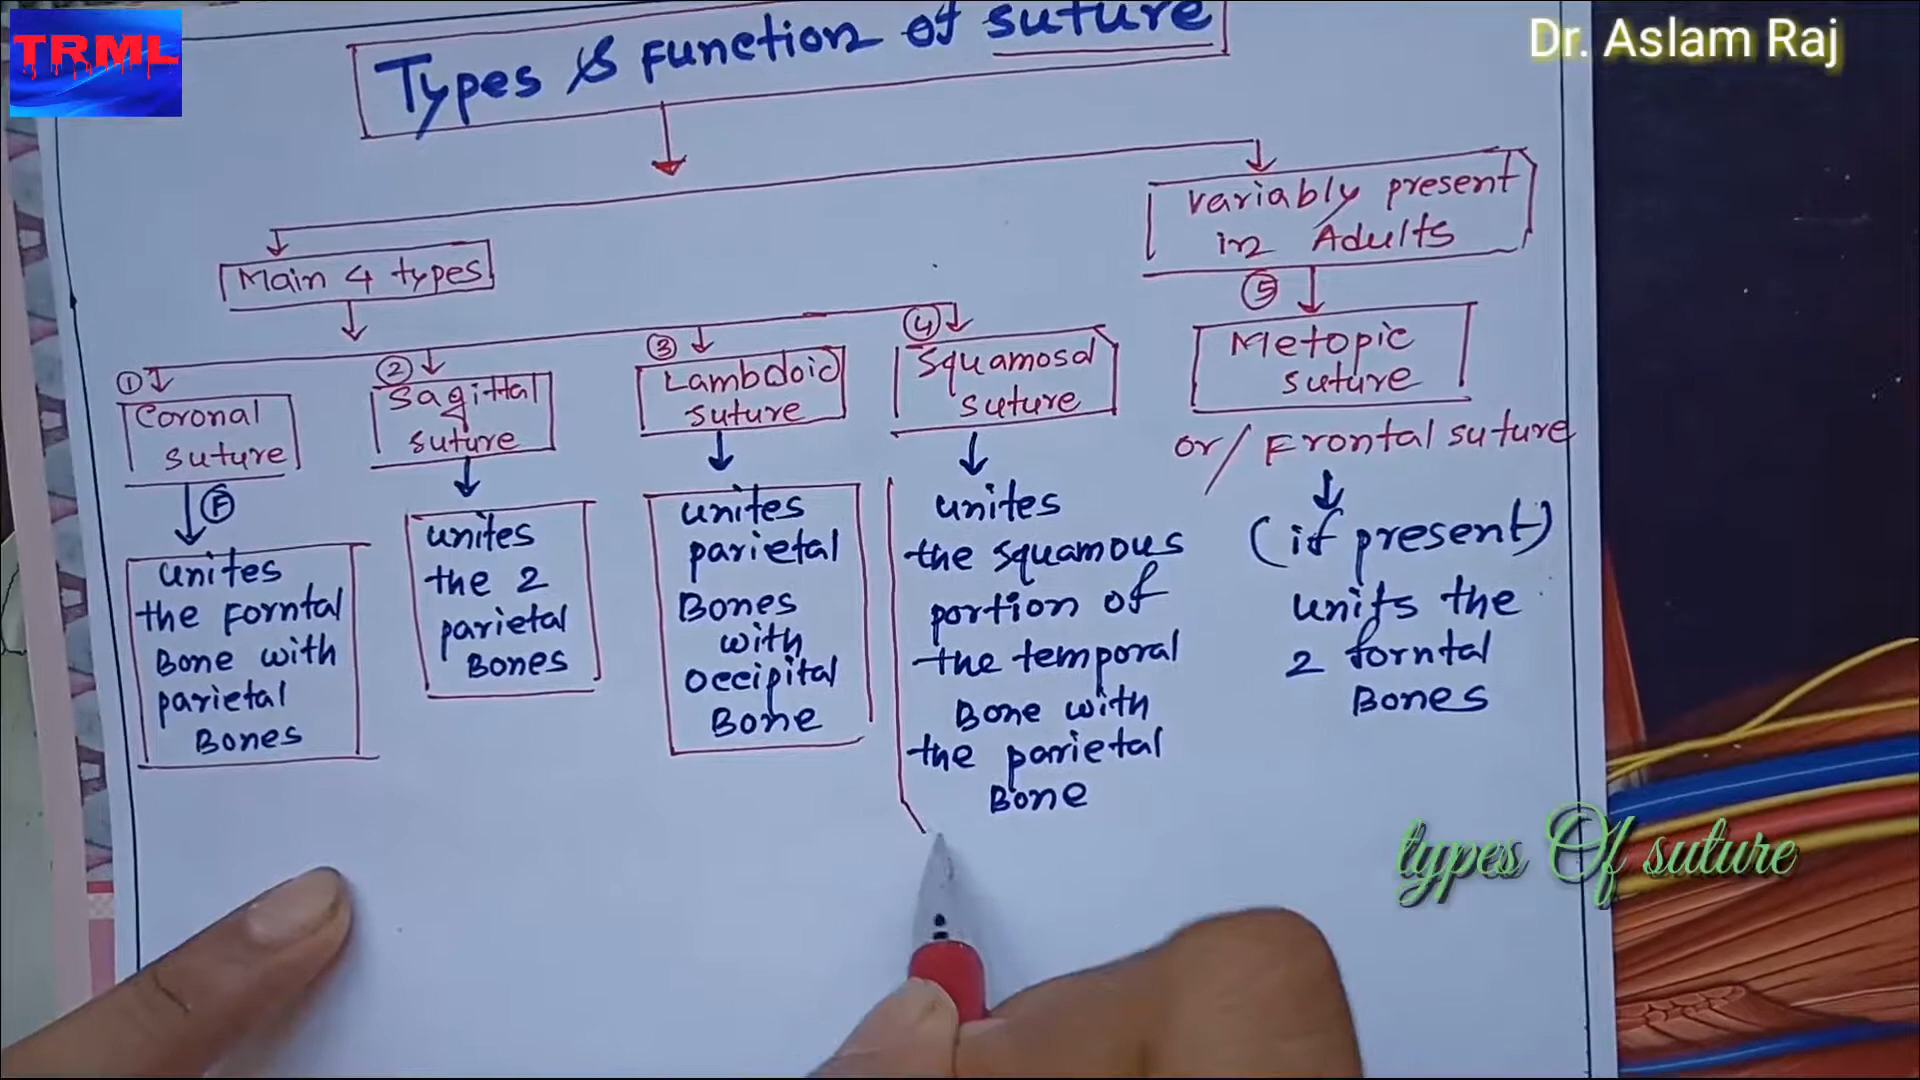 TRML
Dr. Aslam Raj
Types & function of suture
Variably present
in Adults
Main 4 types
5
Metopic
suture
or / Frontal suture
(if present)
units the
2 forntal
Bones
1
Coronal
suture
F
unites
the forntal
Bone with
parietal
Bones
2
Sagittal
suture
unites
the 2
parietal
Bones
3
Lambdoid
suture
unites
parietal
Bones
with
occipital
Bone
4
Squamosal
suture
unites
the squamous
portion of
the temporal
Bone with
the parietal
Bone
types Of suture